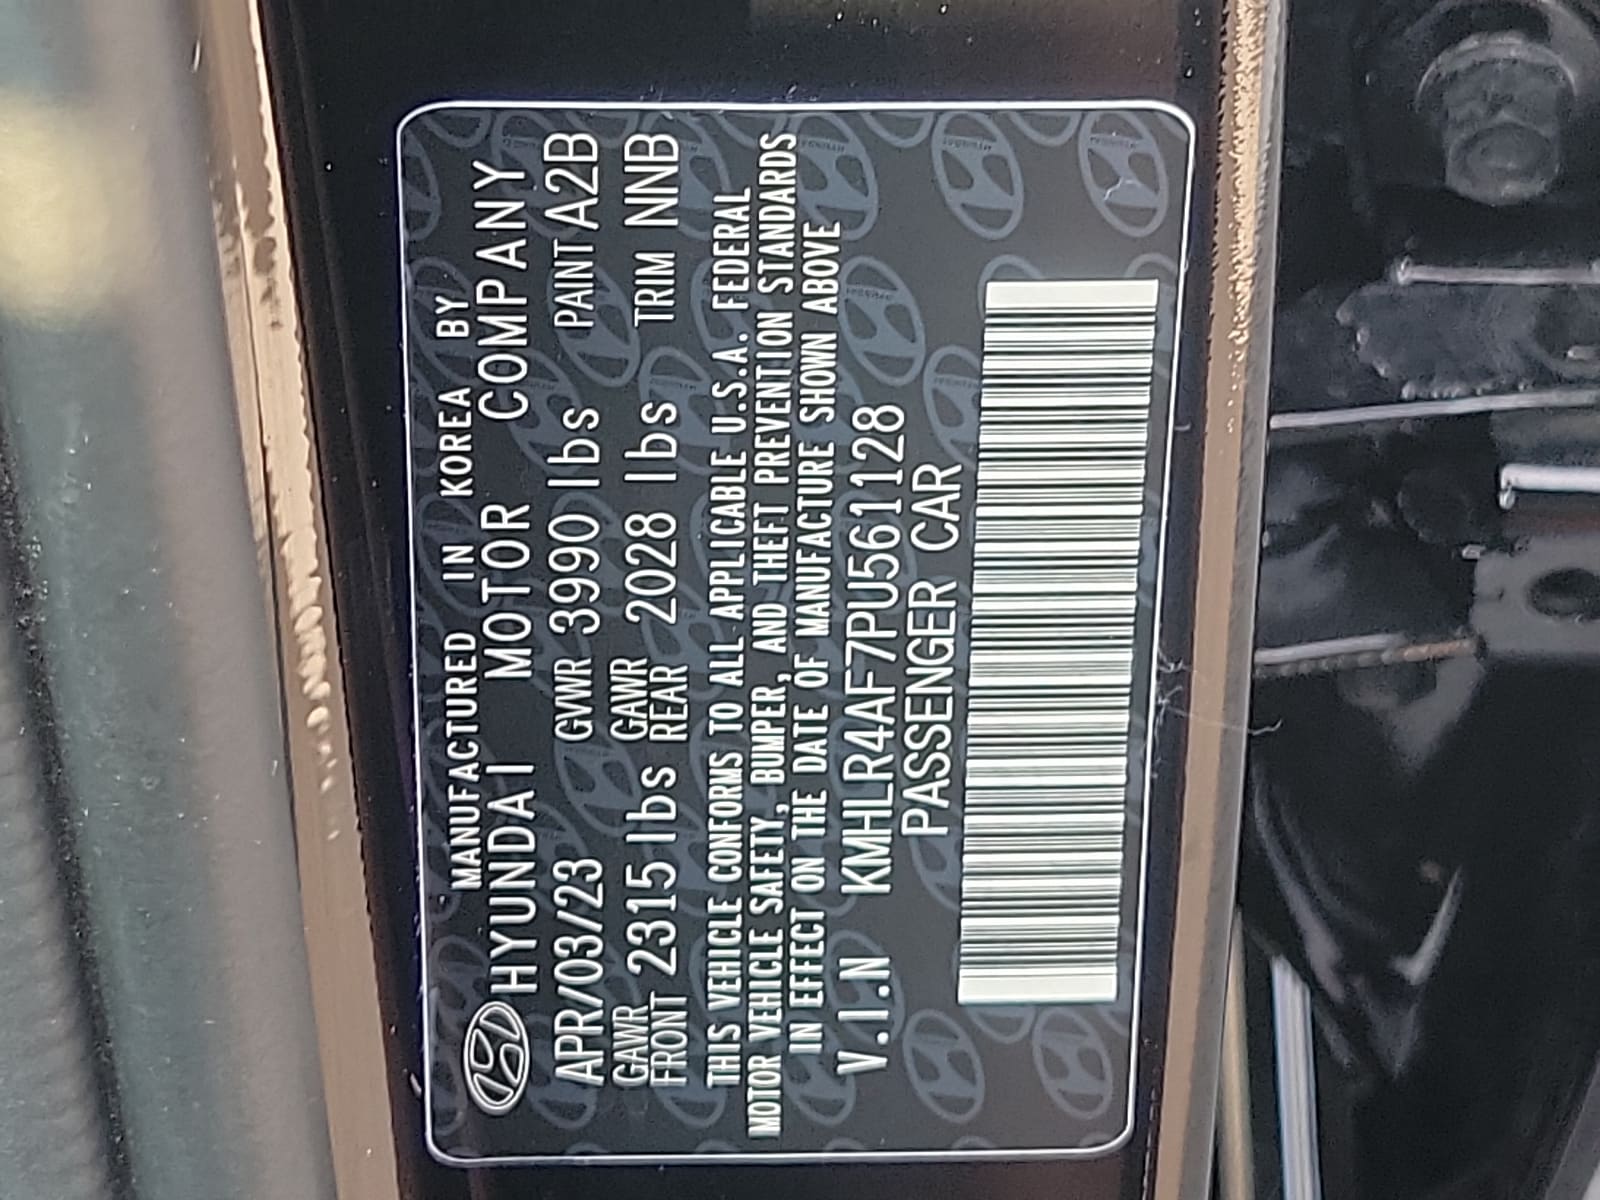 MANUFACTURED IN KOREA BY
HYUNDAI MOTOR COMPANY
APR/03/23 GVWR 3990 lbs PAINT A2B
GAWR FRONT 2315 lbs GAWR REAR 2028 lbs TRIM NNB
THIS VEHICLE CONFORMS TO ALL APPLICABLE U.S.A. FEDERAL
MOTOR VEHICLE SAFETY, BUMPER, AND THEFT PREVENTION STANDARDS
IN EFFECT ON THE DATE OF MANUFACTURE SHOWN ABOVE
V.I.N KMHLR4AF7PU561128
PASSENGER CAR